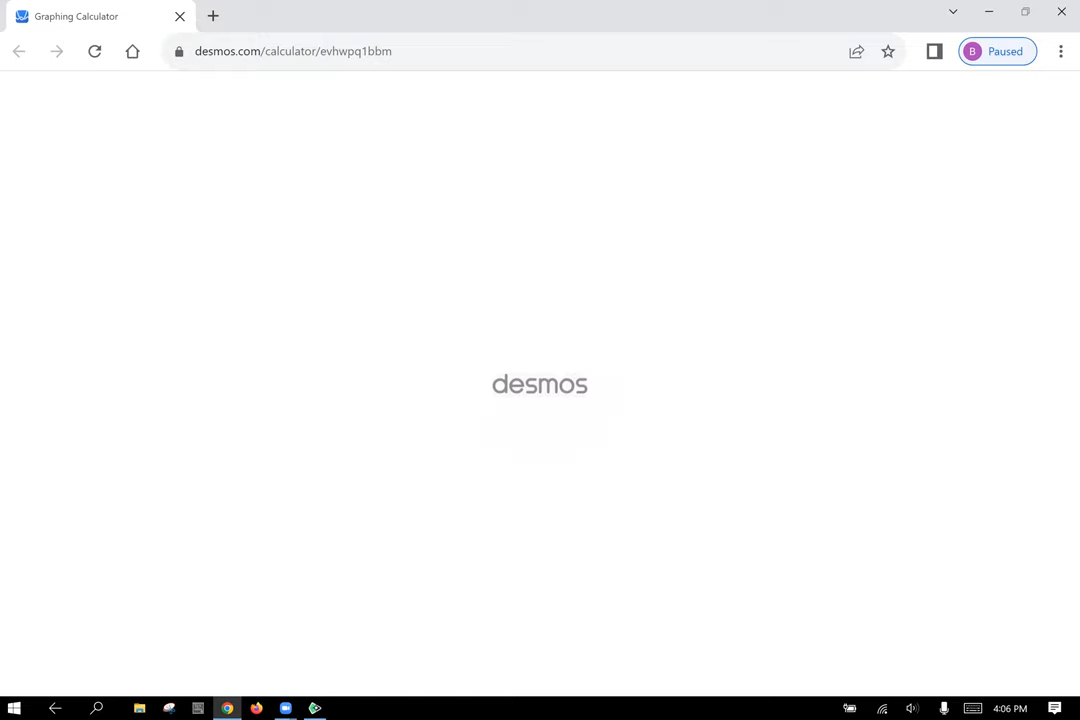 Graphing Calculator
desmos.com/calculator/evhwpq1bbm
B Paused
desmos
4:06 PM